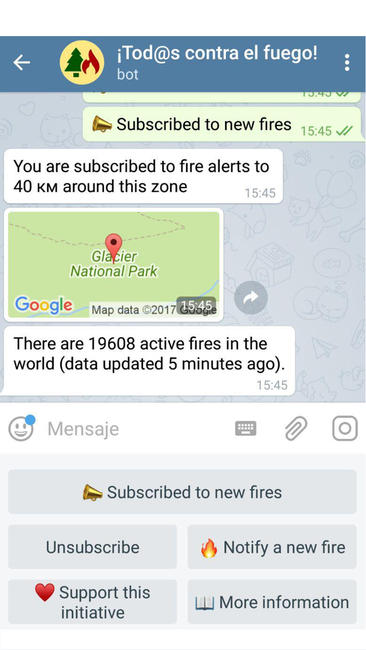 ¡Tod@s contra el fuego!
bot
15:45
📣 Subscribed to new fires 15:45
You are subscribed to fire alerts to
40 км around this zone
15:45
Glacier
National Park
Google Map data ©2017 Google
15:45
There are 19608 active fires in the
world (data updated 5 minutes ago).
15:45
Mensaje
📣 Subscribed to new fires
Unsubscribe
🔥 Notify a new fire
❤️ Support this
initiative
📖 More information